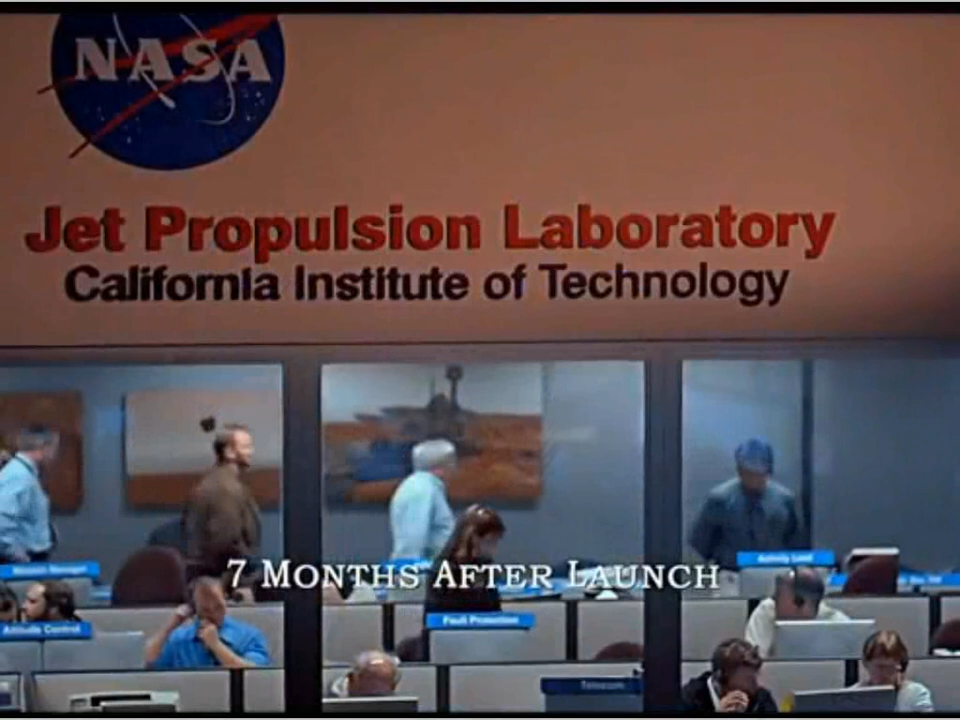 NASA
Jet Propulsion Laboratory
California Institute of Technology
7 MONTHS AFTER LAUNCH
Mission Manager
Activity Lead
Attitude Control
Fault Protection
Telecom